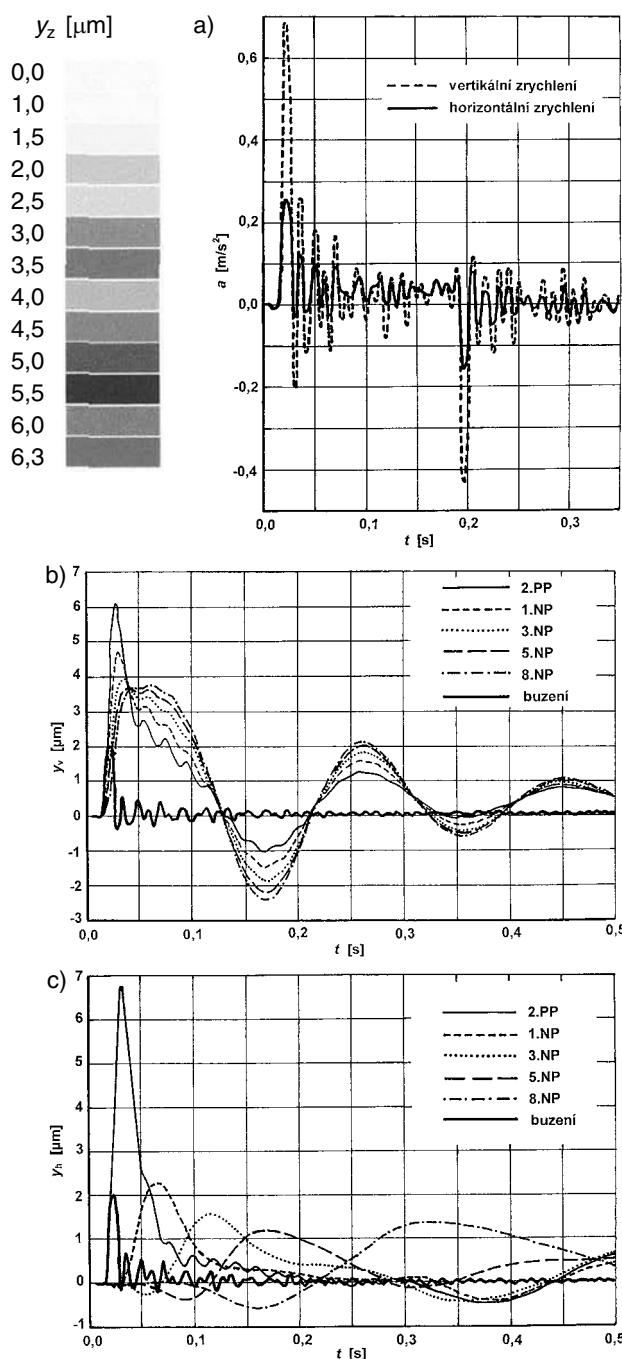 y_z [µm]
0,0
1,0
1,5
2,0
2,5
3,0
3,5
4,0
4,5
5,0
5,5
6,0
6,3
a)
0,6
0,4
0,2
0,0
-0,2
-0,4
a [m/s²]
vertikální zrychlení
horizontální zrychlení
0,0 0,1 0,2 0,3
t [s]
b)
7
6
5
4
3
2
1
0
-1
-2
-3
y_v [µm]
2.PP
1.NP
3.NP
5.NP
8.NP
buzení
0,0 0,1 0,2 0,3 0,4 0,5
t [s]
c)
7
6
5
4
3
2
1
0
-1
y_h [µm]
2.PP
1.NP
3.NP
5.NP
8.NP
buzení
0,0 0,1 0,2 0,3 0,4 0,5
t [s]